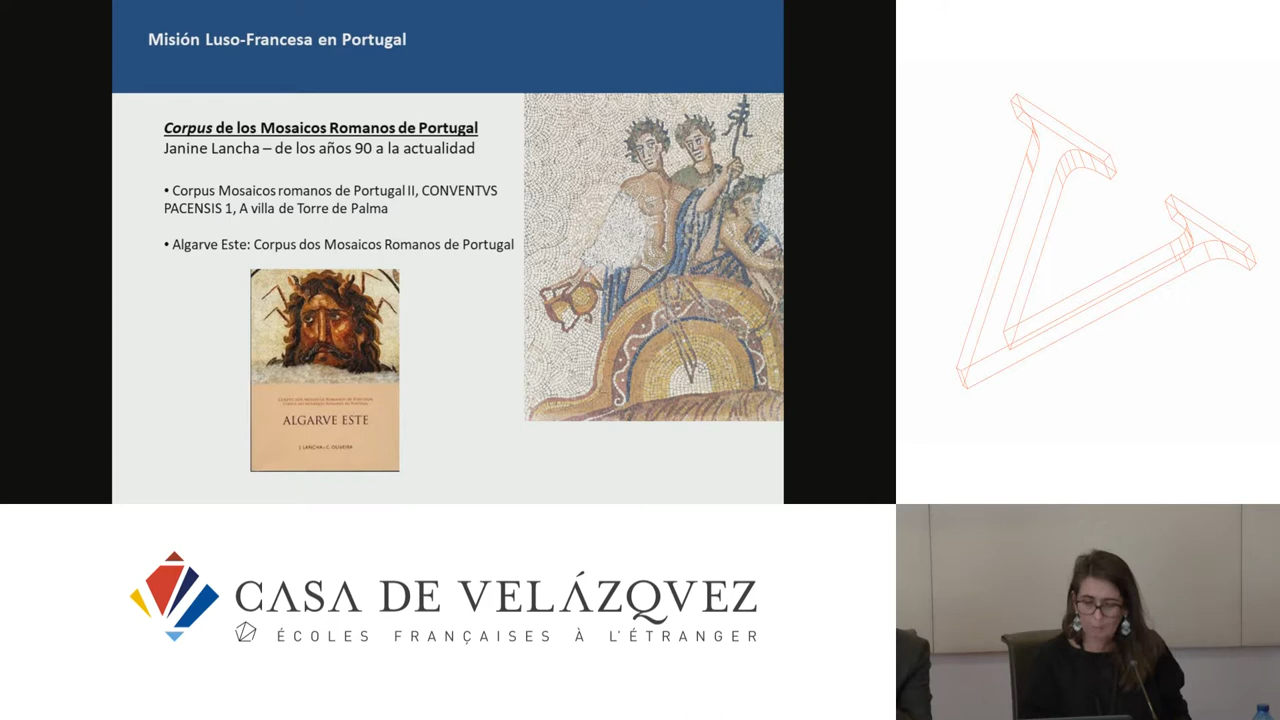 Misión Luso-Francesa en Portugal
Corpus de los Mosaicos Romanos de Portugal
Janine Lancha – de los años 90 a la actualidad
• Corpus Mosaicos romanos de Portugal II, CONVENTVS
PACENSIS 1, A villa de Torre de Palma
• Algarve Este: Corpus dos Mosaicos Romanos de Portugal
ALGARVE ESTE
J. LANCHA • C. OLIVEIRA
CASA DE VELÁZQVEZ
ÉCOLES FRANÇAISES À L'ÉTRANGER